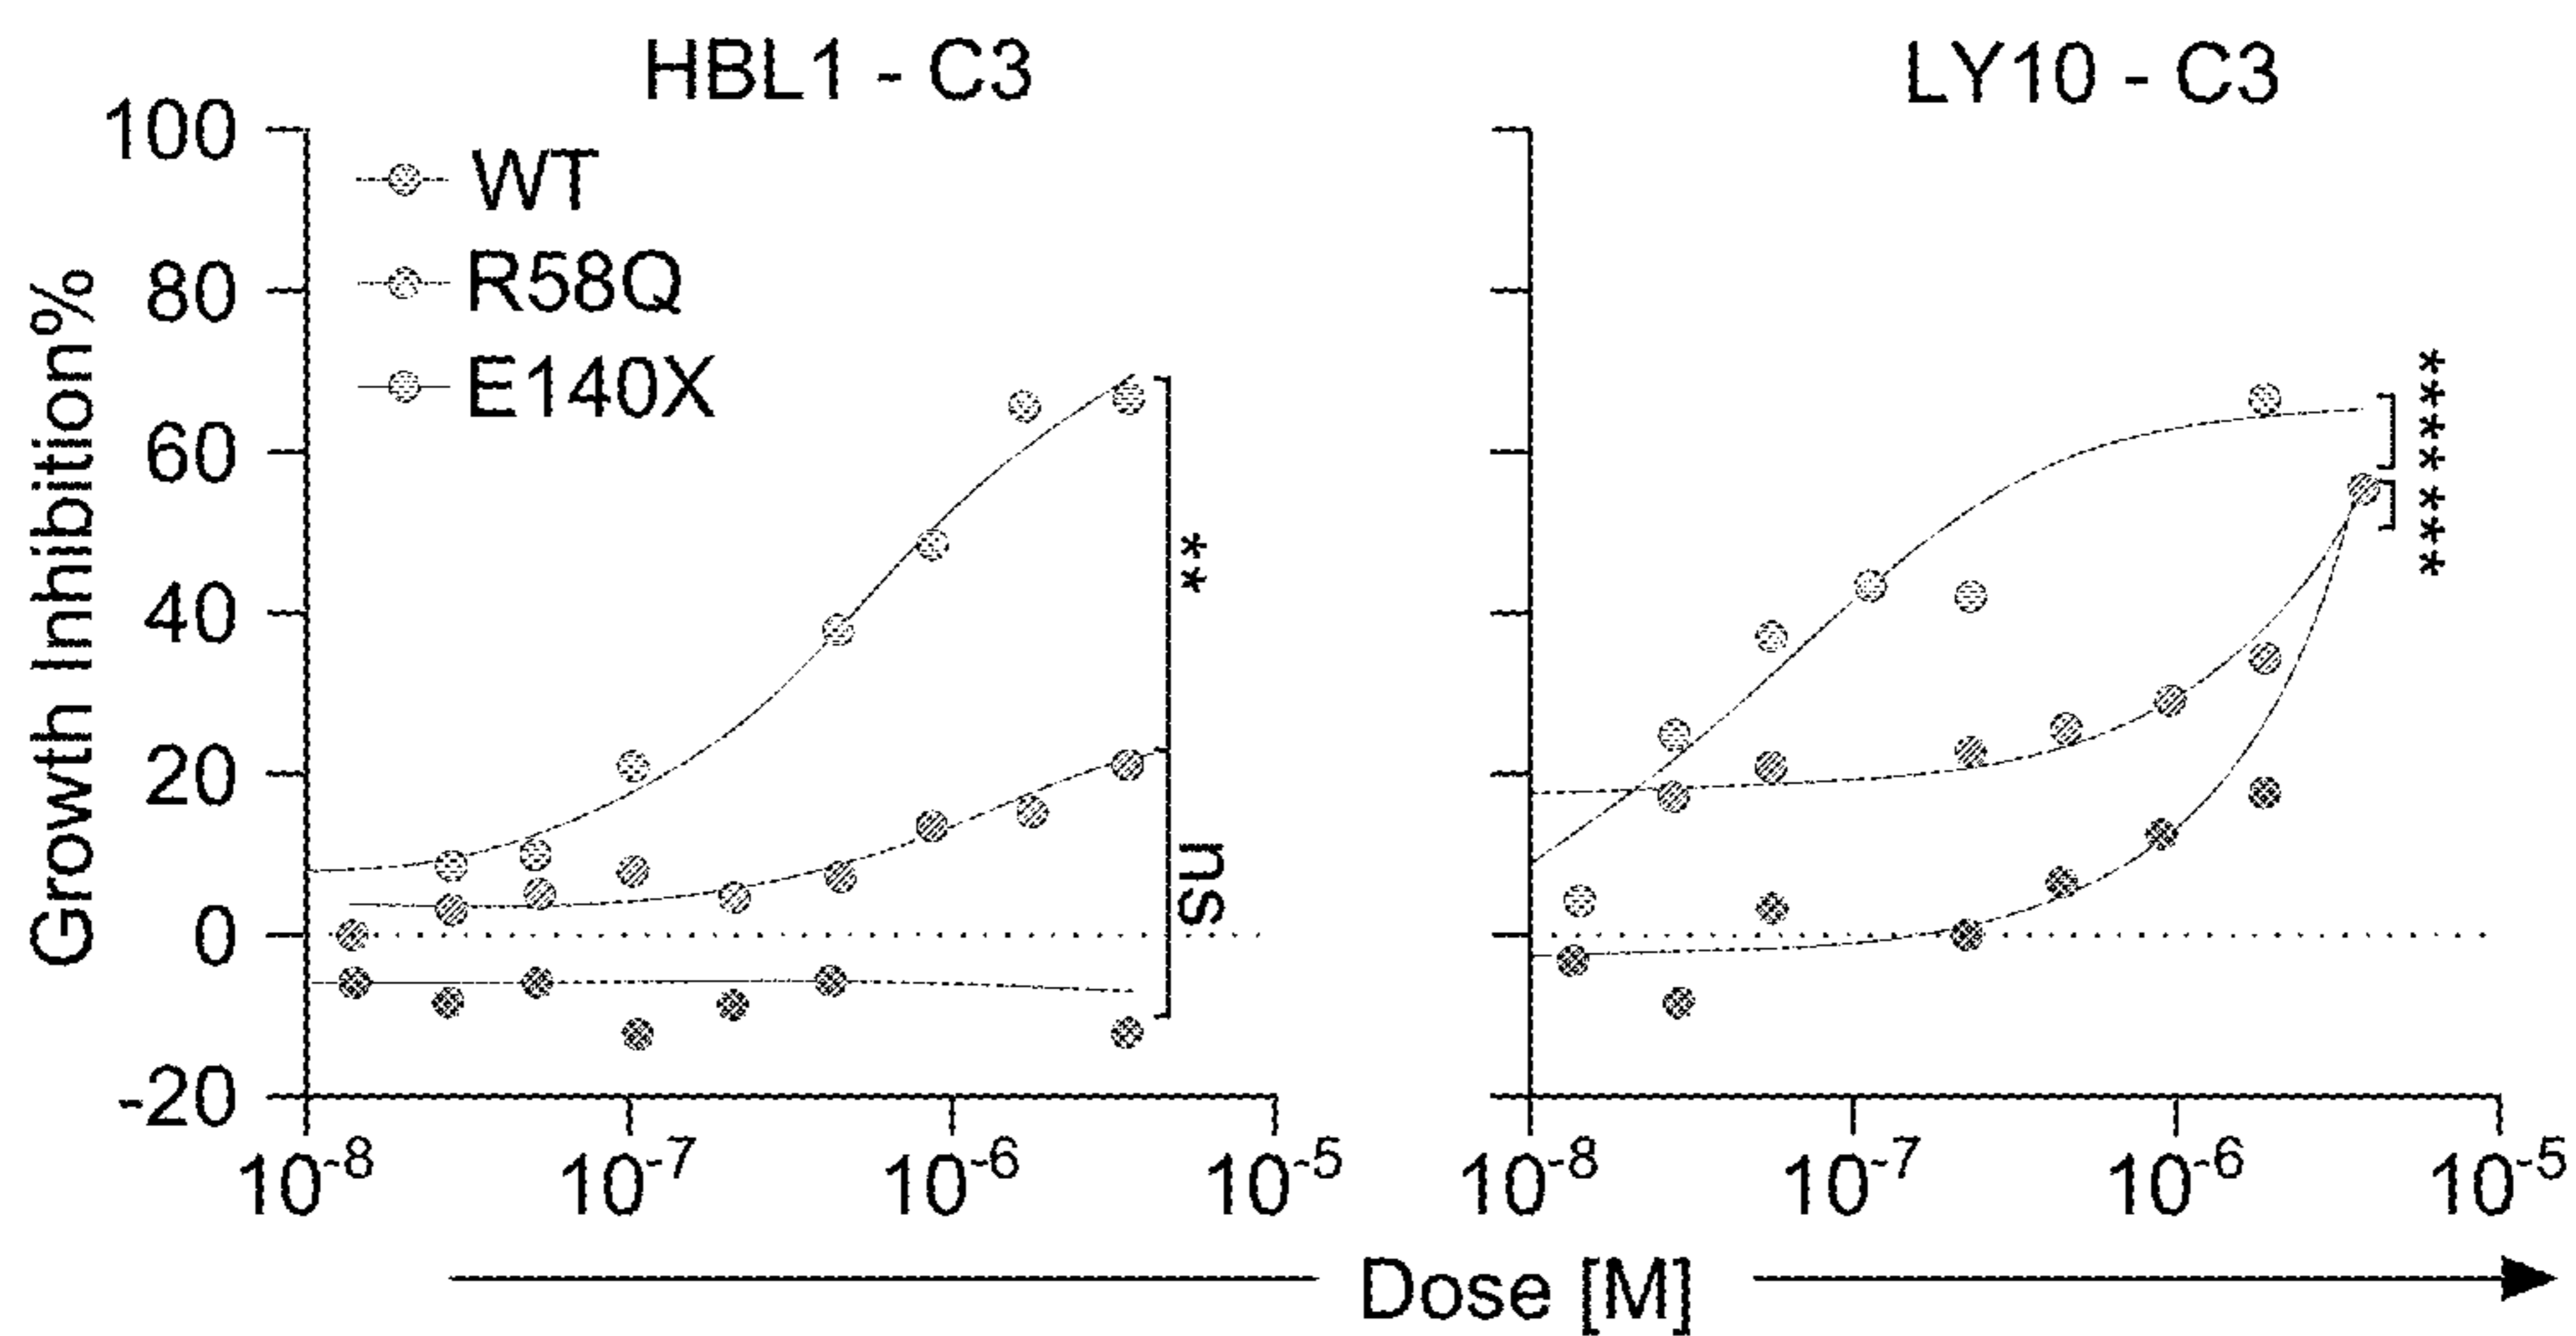 HBL1 - C3
LY10 - C3
Growth Inhibition%
100
80
60
40
20
0
-20
WT
R58Q
E140X
**
ns
****
***
10⁻⁸
10⁻⁷
10⁻⁶
10⁻⁵
10⁻⁸
10⁻⁷
10⁻⁶
10⁻⁵
Dose [M]